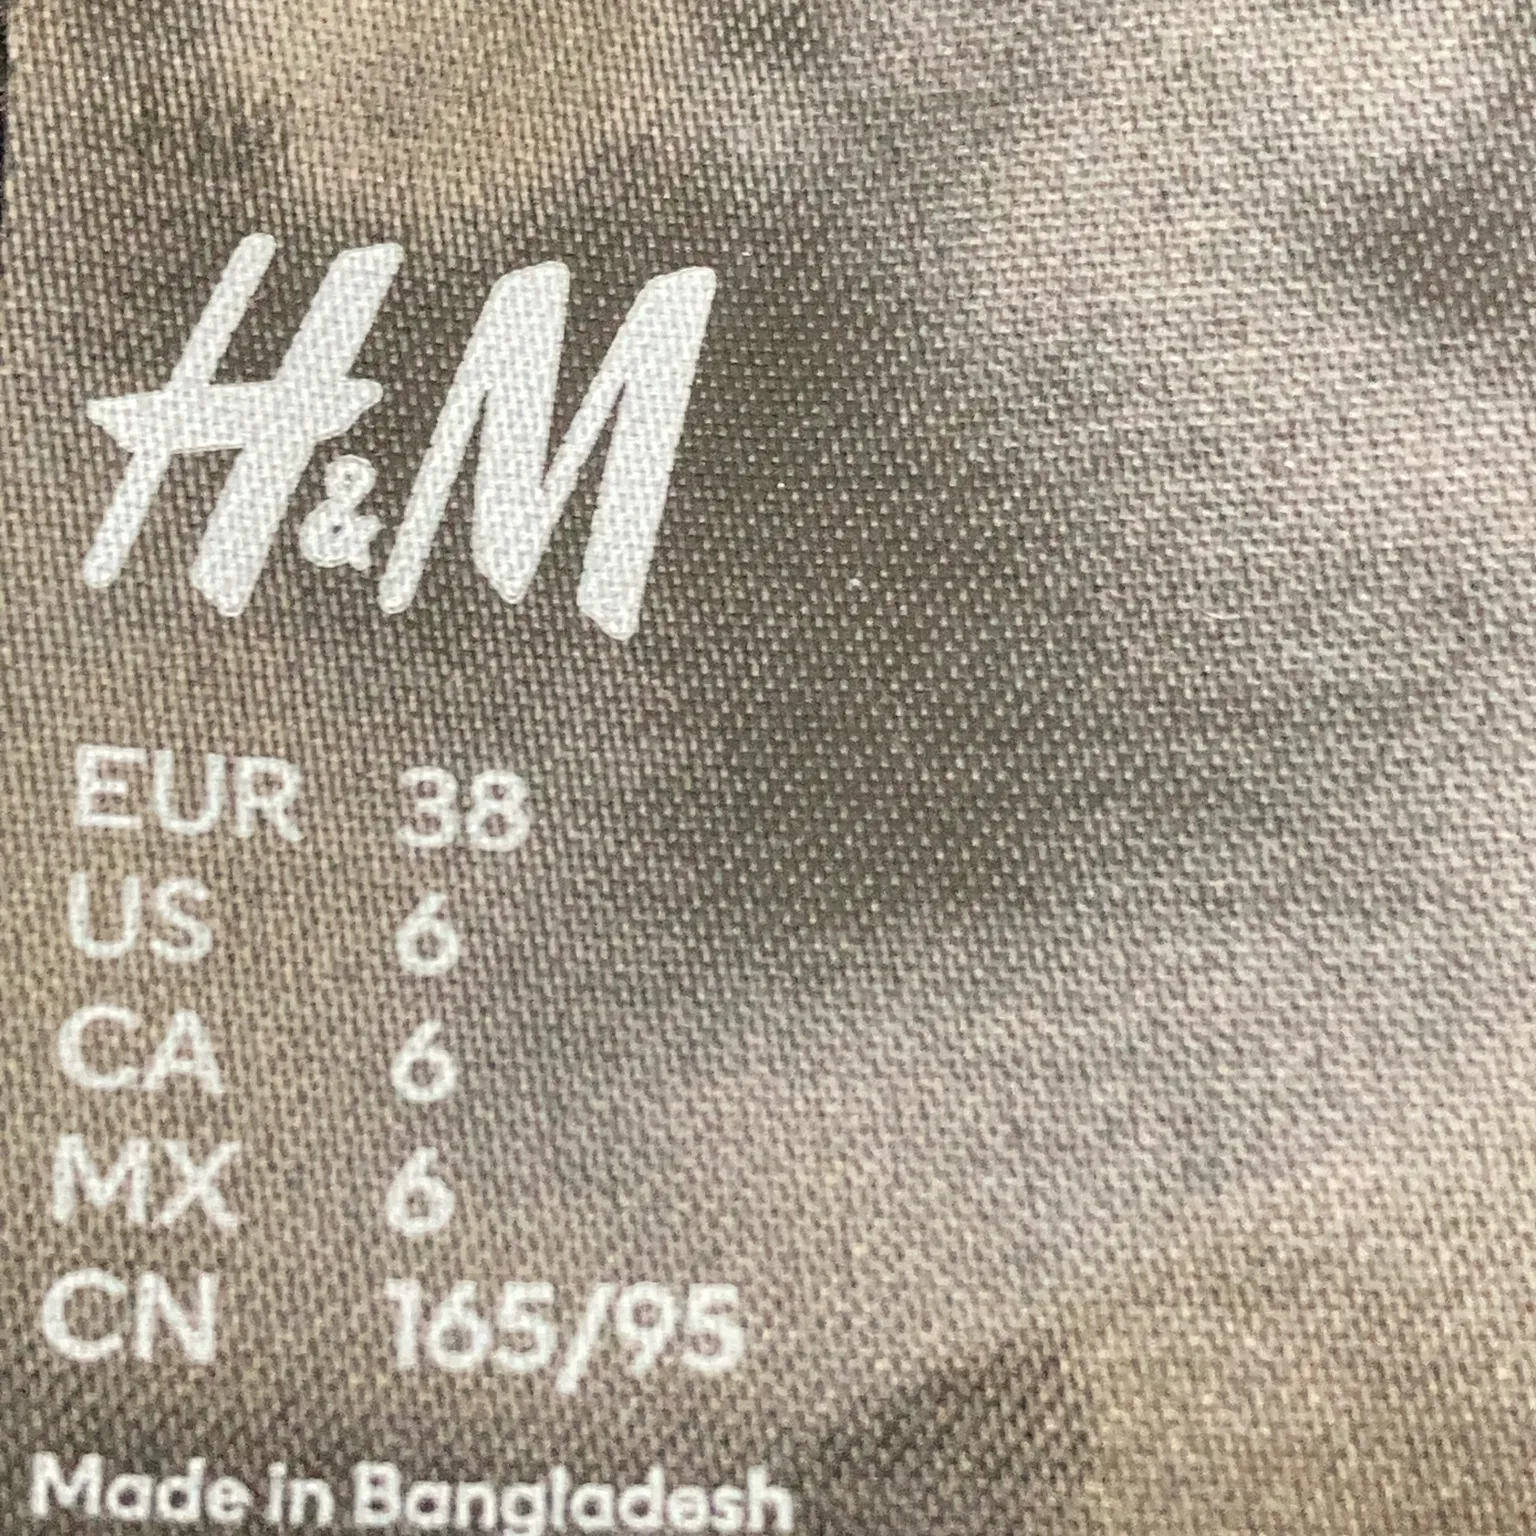 H&M
EUR 38
US 6
CA 6
MX 6
CN 165/95
Made in Bangladesh